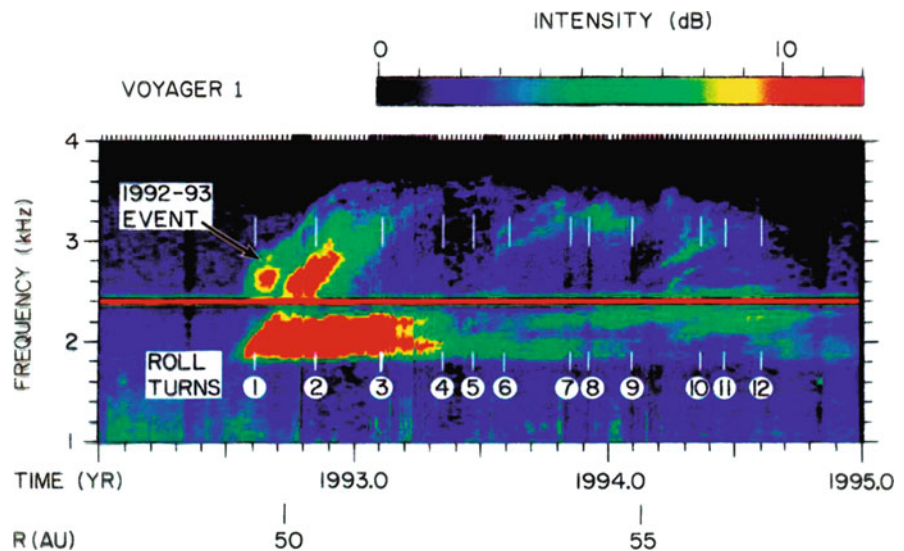 INTENSITY (dB)
0 10
VOYAGER 1
4
1992-93
EVENT
3
FREQUENCY (kHz)
2
ROLL
TURNS
1 2 3 4 5 6 7 8 9 10 11 12
1
TIME (YR) 1993.0 1994.0 1995.0
R (AU) 50 55